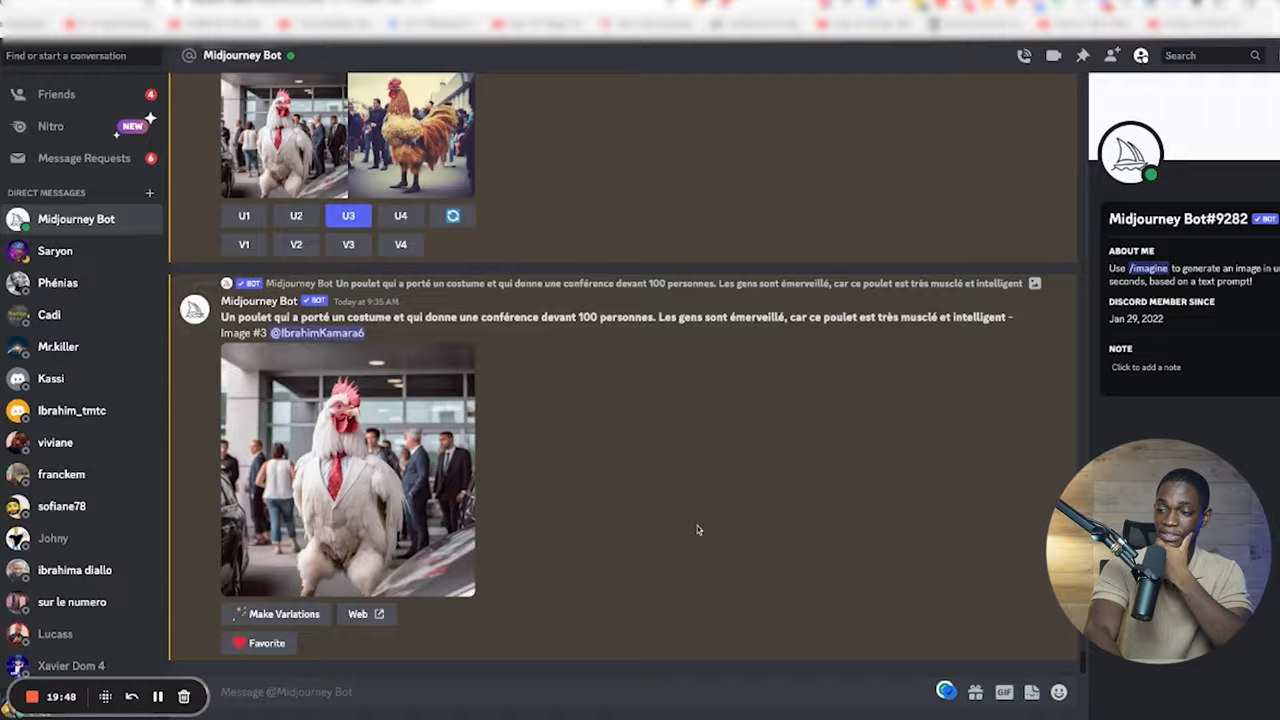 Find or start a conversation
Midjourney Bot
Search
Friends
4
Nitro
NEW
Message Requests
6
DIRECT MESSAGES
Midjourney Bot
Saryon
Phénias
Cadi
Mr.killer
Kassi
Ibrahim_tmtc
viviane
franckem
sofiane78
Johny
ibrahima diallo
sur le numero
Lucass
Xavier Dom 4
19:48
U1 U2 U3 U4
V1 V2 V3 V4
BOT Midjourney Bot Un poulet qui a porté un costume et qui donne une conférence devant 100 personnes. Les gens sont émerveillé, car ce poulet est très musclé et intelligent
Midjourney Bot BOT Today at 9:35 AM
Un poulet qui a porté un costume et qui donne une conférence devant 100 personnes. Les gens sont émerveillé, car ce poulet est très musclé et intelligent -
Image #3 @IbrahimKamara6
Make Variations Web
Favorite
Message @Midjourney Bot
GIF
Midjourney Bot#9282 BOT
ABOUT ME
Use /imagine to generate an image in
seconds, based on a text prompt!
DISCORD MEMBER SINCE
Jan 29, 2022
NOTE
Click to add a note